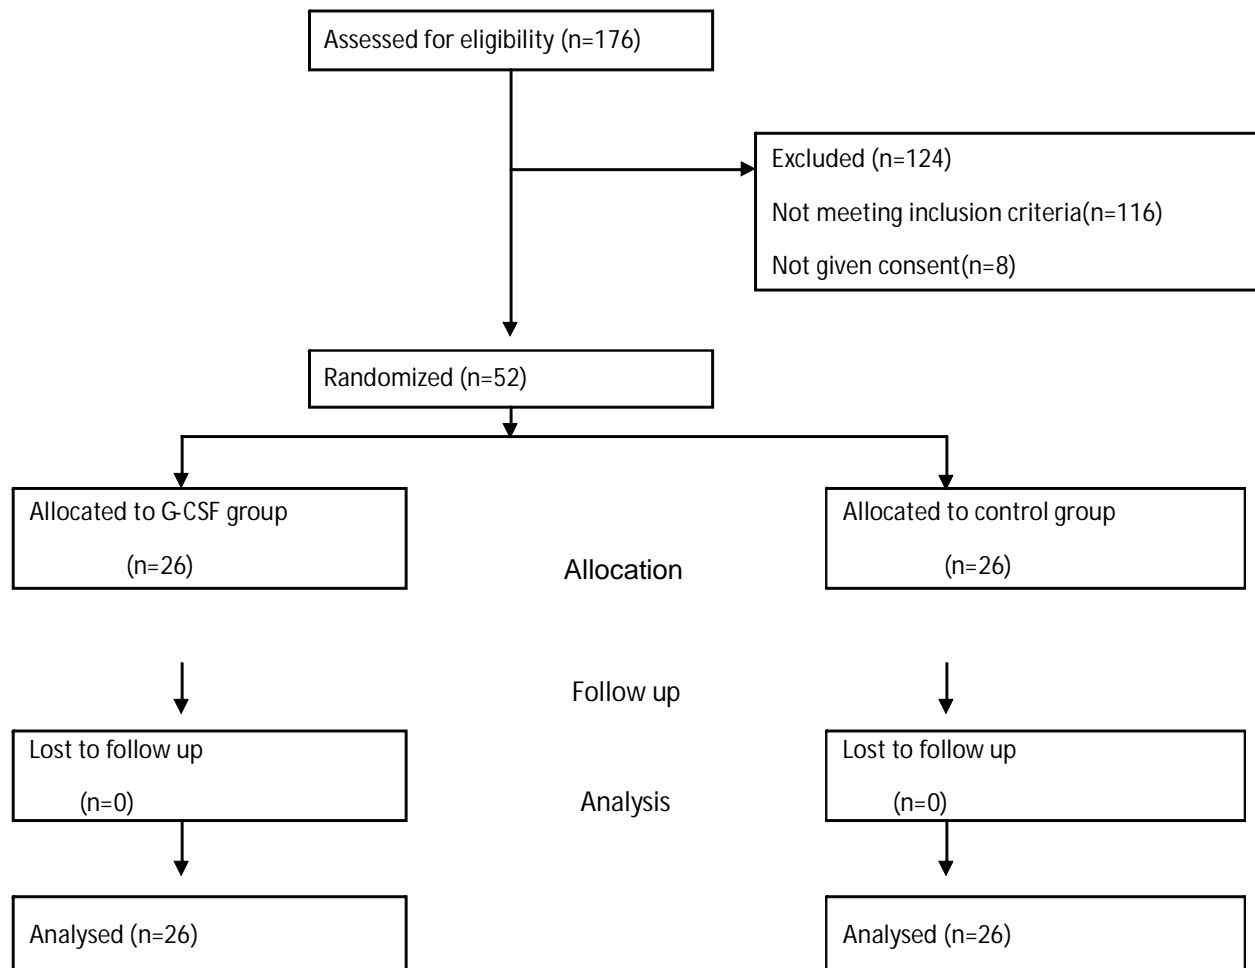 Assessed for eligibility (n=176)
Excluded (n=124)
Not meeting inclusion criteria(n=116)
Not given consent(n=8)
Randomized (n=52)
Allocated to G-CSF group
(n=26)
Allocation
Allocated to control group
(n=26)
Follow up
Lost to follow up
(n=0)
Analysis
Lost to follow up
(n=0)
Analysed (n=26)
Analysed (n=26)